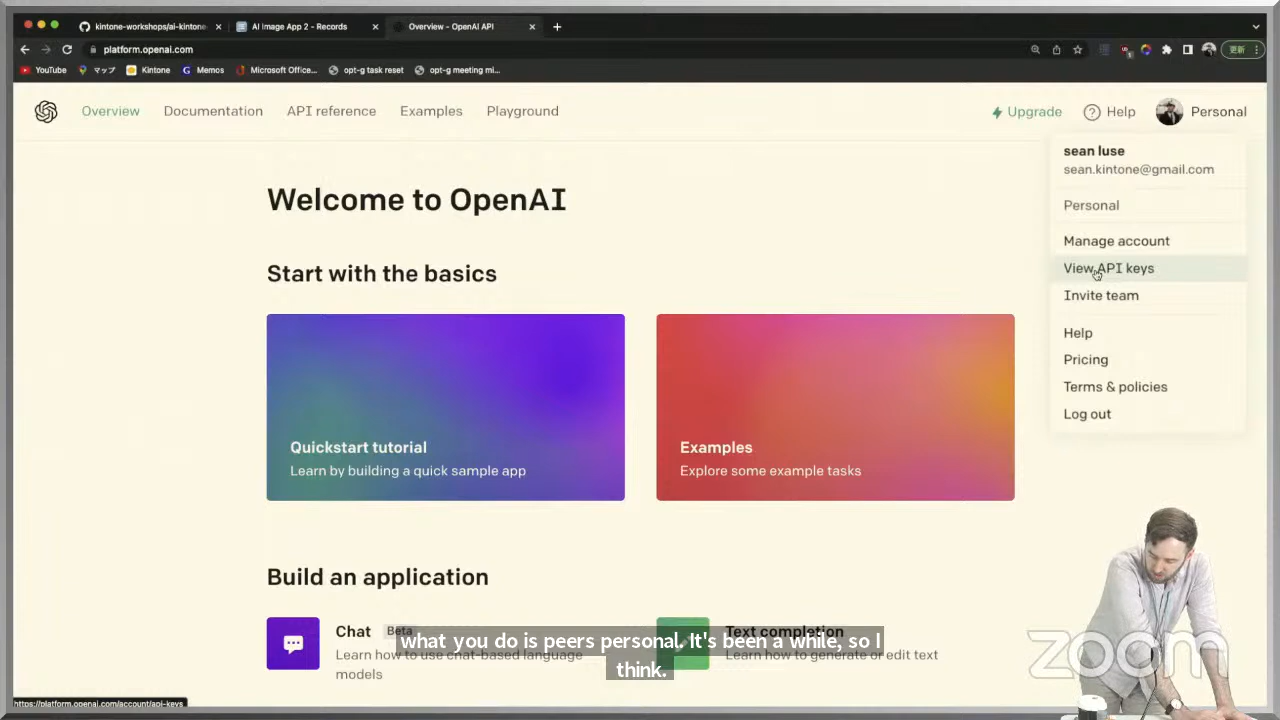 kintone-workshops/ai-kintone-
AI Image App 2 - Records
Overview - OpenAI API
platform.openai.com
更新
YouTube
マップ
Kintone
Memos
Microsoft Office...
opt-g task reset
opt-g meeting mi...
Overview
Documentation
API reference
Examples
Playground
Upgrade
Help
Personal
sean luse
sean.kintone@gmail.com
Personal
Manage account
View API keys
Invite team
Help
Pricing
Terms & policies
Log out
Welcome to OpenAI
Start with the basics
Quickstart tutorial
Learn by building a quick sample app
Examples
Explore some example tasks
Build an application
Chat Beta
Learn how to use chat-based language
models
Text completion
Learn how to generate or edit text
what you do is peers personal. It's been a while, so I
think.
zoom
https://platform.openai.com/account/api-keys